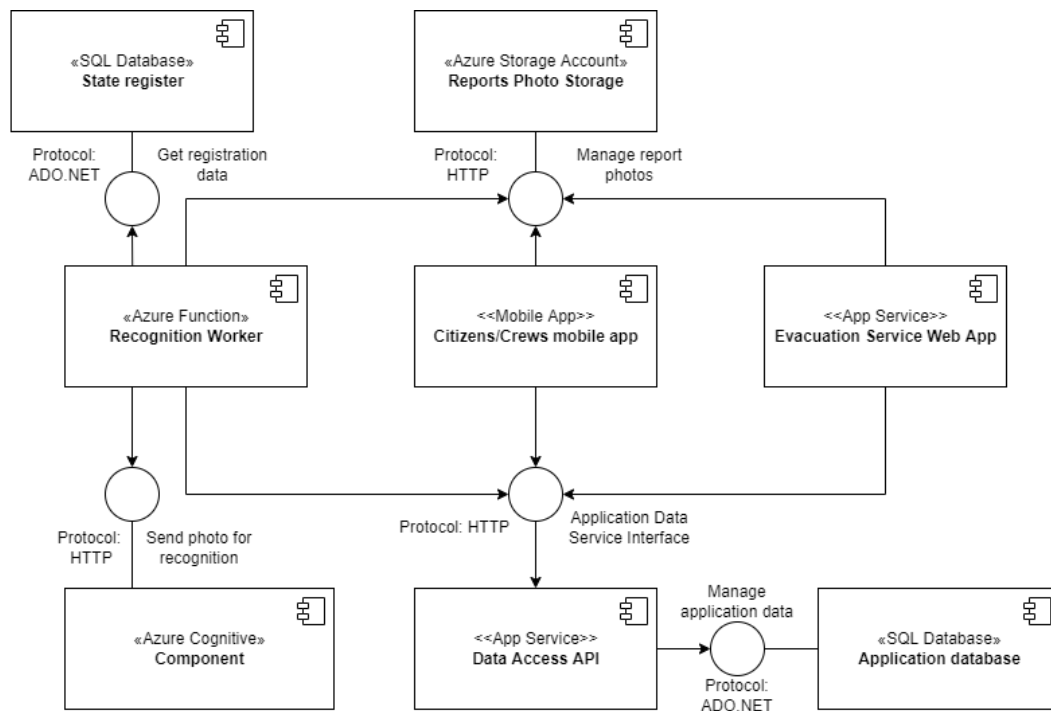 «SQL Database»
State register
«Azure Storage Account»
Reports Photo Storage
Protocol:
ADO.NET
Get registration
data
Protocol:
HTTP
Manage report
photos
«Azure Function»
Recognition Worker
<<Mobile App>>
Citizens/Crews mobile app
<<App Service>>
Evacuation Service Web App
Protocol:
HTTP
Send photo for
recognition
Protocol: HTTP
Application Data
Service Interface
«Azure Cognitive»
Component
<<App Service>>
Data Access API
Manage
application data
Protocol:
ADO.NET
«SQL Database»
Application database